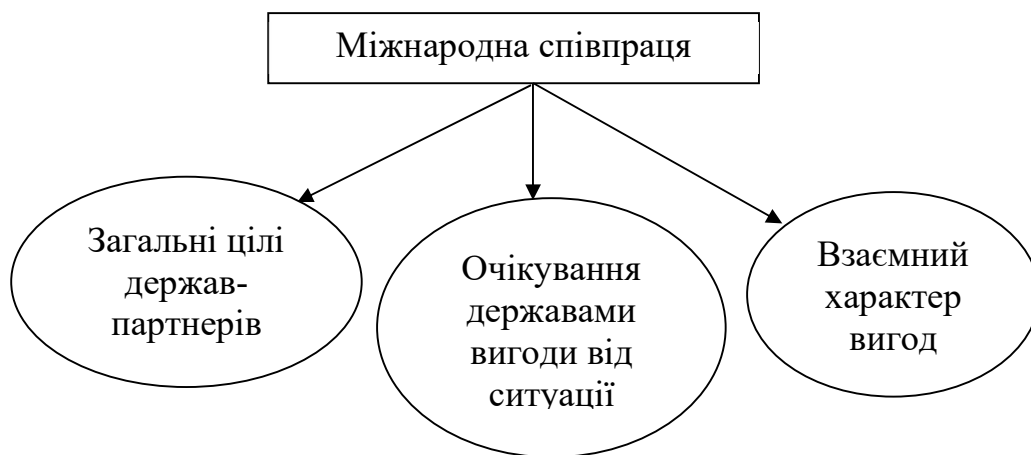 Міжнародна співпраця
Загальні цілі
держав-
партнерів
Очікування
державами
вигоди від
ситуації
Взаємний
характер
вигод